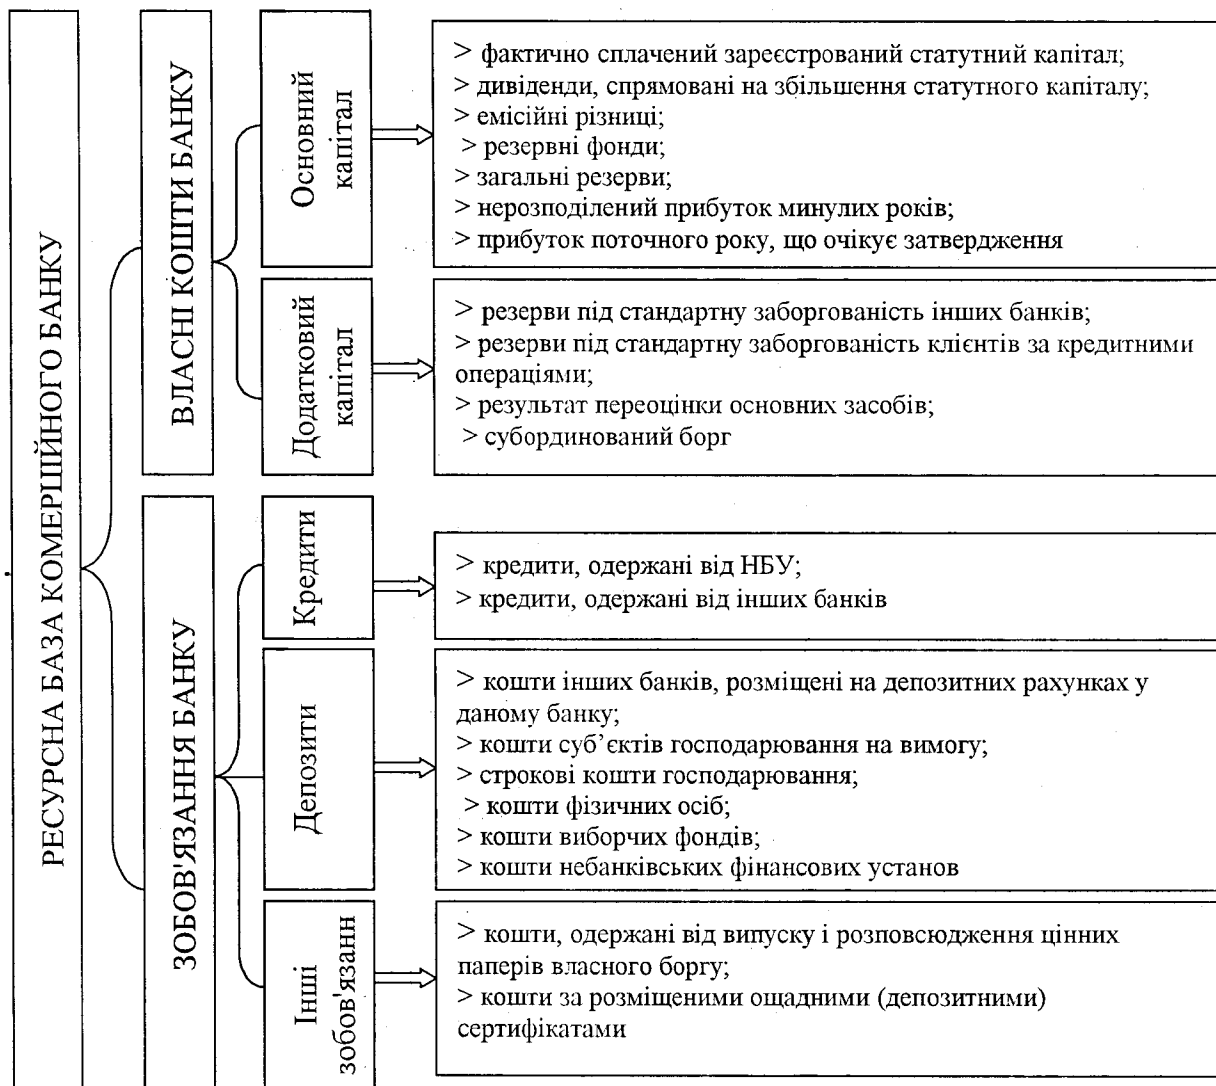 РЕСУРСНА БАЗА КОМЕРЦІЙНОГО БАНКУ
ВЛАСНІ КОШТИ БАНКУ
Основний
капітал
> фактично сплачений зареєстрований статутний капітал;
> дивіденди, спрямовані на збільшення статутного капіталу;
> емісійні різниці;
> резервні фонди;
> загальні резерви;
> нерозподілений прибуток минулих років;
> прибуток поточного року, що очікує затвердження
Додатковий
капітал
> резерви під стандартну заборгованість інших банків;
> резерви під стандартну заборгованість клієнтів за кредитними
операціями;
> результат переоцінки основних засобів;
> субординований борг
ЗОБОВ'ЯЗАННЯ БАНКУ
Кредити
> кредити, одержані від НБУ;
> кредити, одержані від інших банків
Депозити
> кошти інших банків, розміщені на депозитних рахунках у
даному банку;
> кошти суб’єктів господарювання на вимогу;
> строкові кошти господарювання;
> кошти фізичних осіб;
> кошти виборчих фондів;
> кошти небанківських фінансових установ
Інші
зобов'язанн
> кошти, одержані від випуску і розповсюдження цінних
паперів власного боргу;
> кошти за розміщеними ощадними (депозитними)
сертифікатами